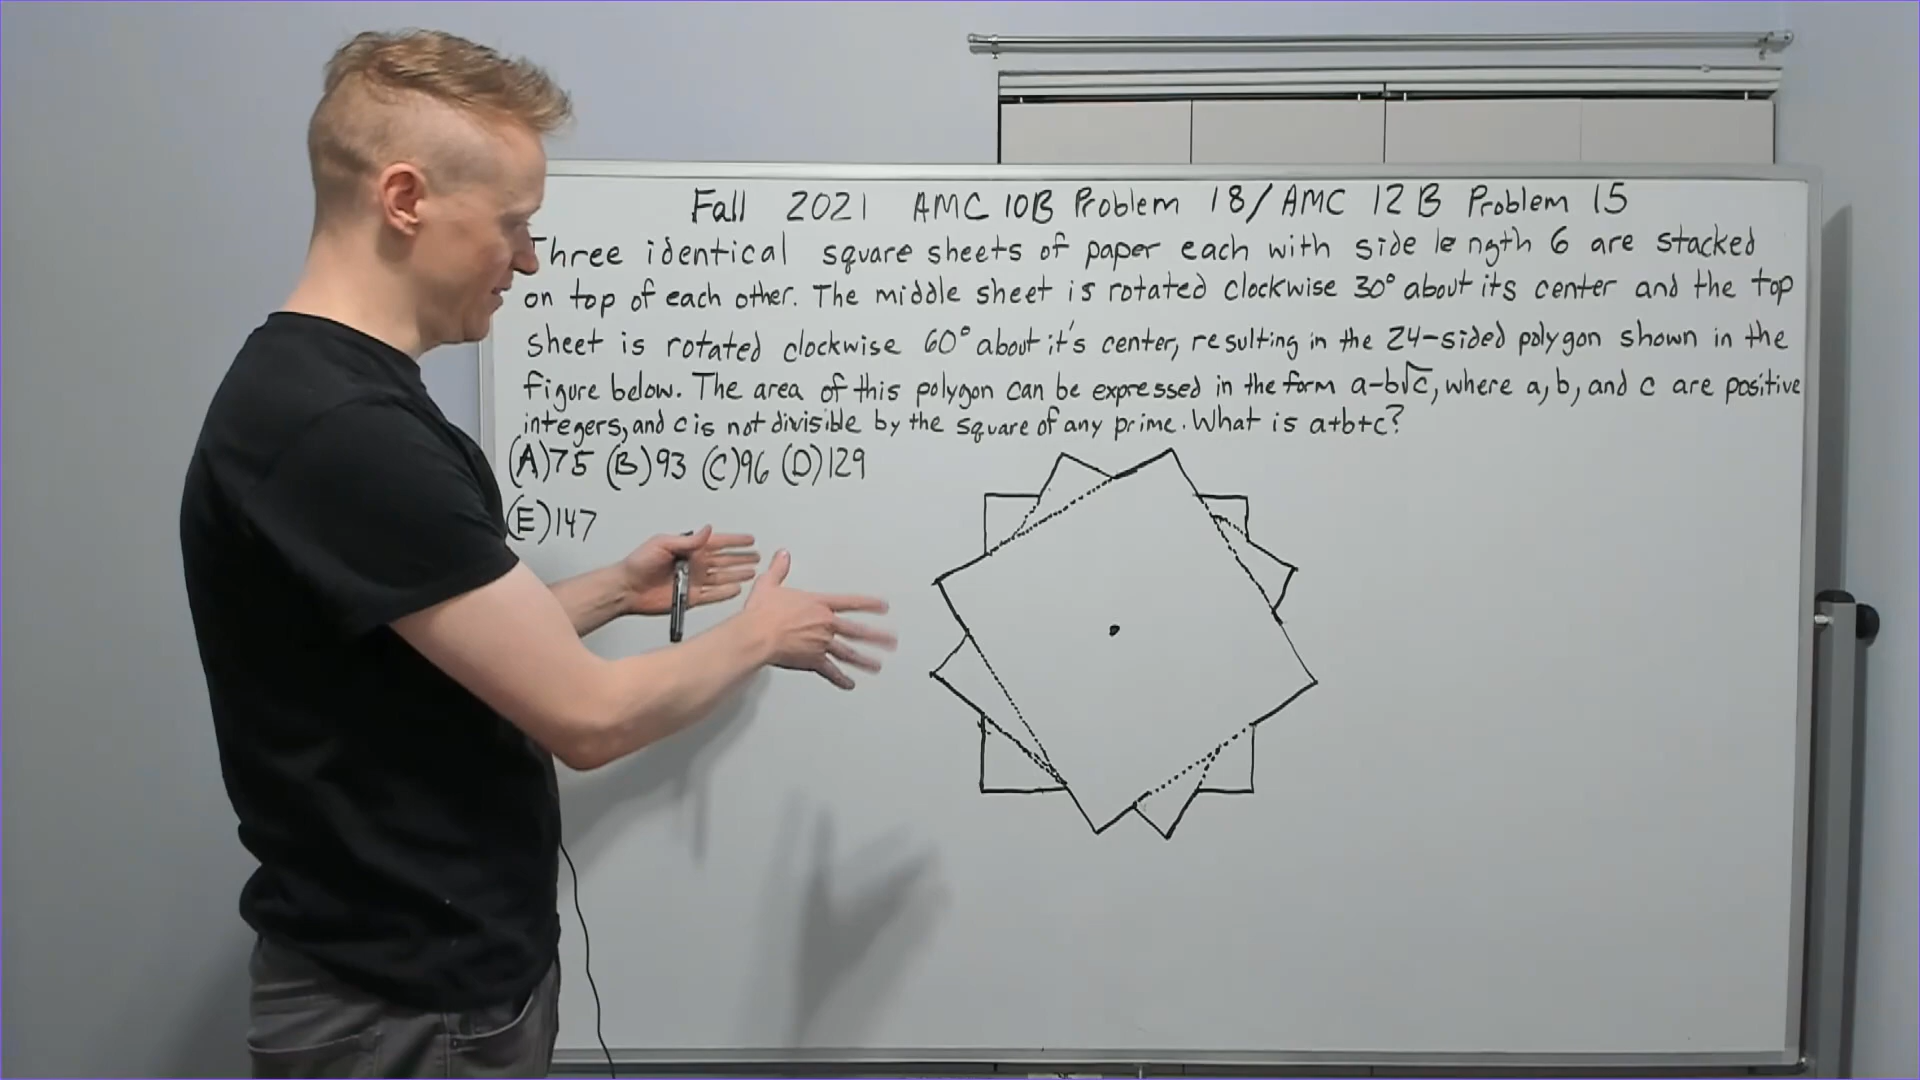 Fall 2021 AMC 10B Problem 18/AMC 12B Problem 15
Three identical square sheets of paper each with side length 6 are stacked
on top of each other. The middle sheet is rotated clockwise 30° about its center and the top
sheet is rotated clockwise 60° about it's center, resulting in the 24-sided polygon shown in the
figure below. The area of this polygon can be expressed in the form a-b√c, where a, b, and c are positive
integers, and c is not divisible by the square of any prime. What is a+b+c?
(A)75 (B)93 (C)96 (D)129
(E)147